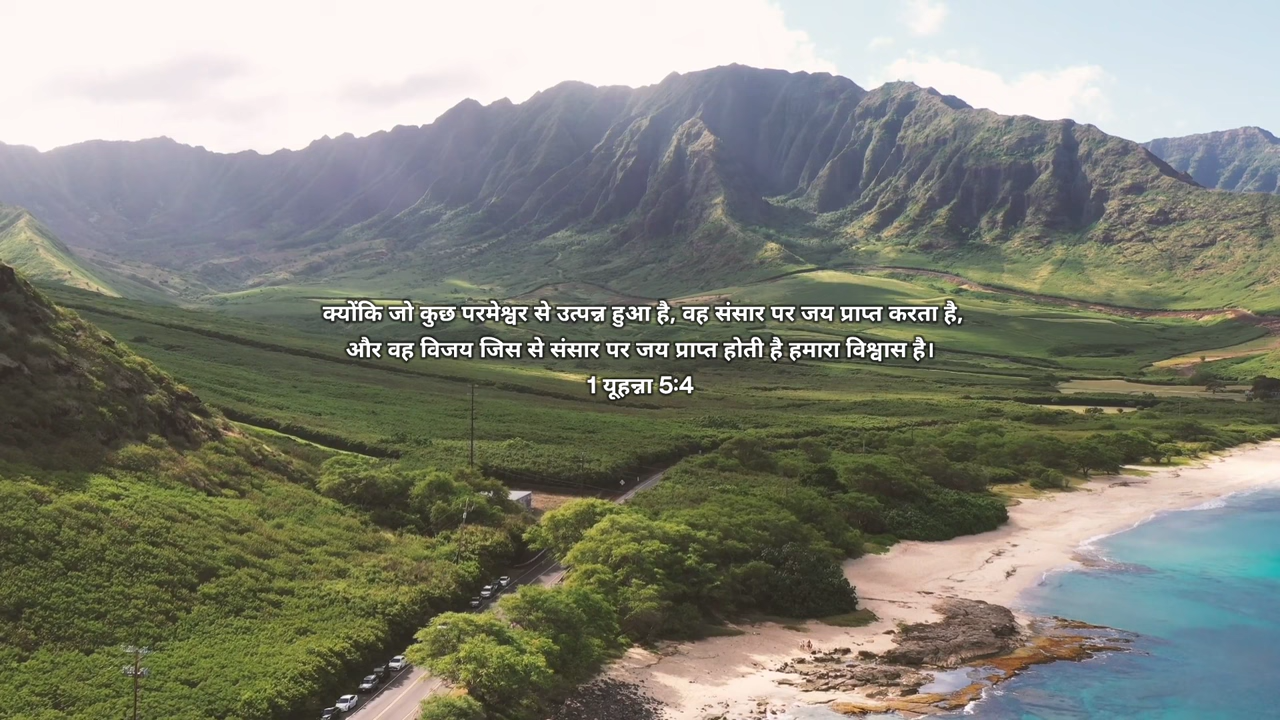 क्योंकि जो कुछ परमेश्वर से उत्पन्न हुआ है, वह संसार पर जय प्राप्त करता है,
और वह विजय जिस से संसार पर जय प्राप्त होती है हमारा विश्वास है।
1 यूहन्ना 5:4